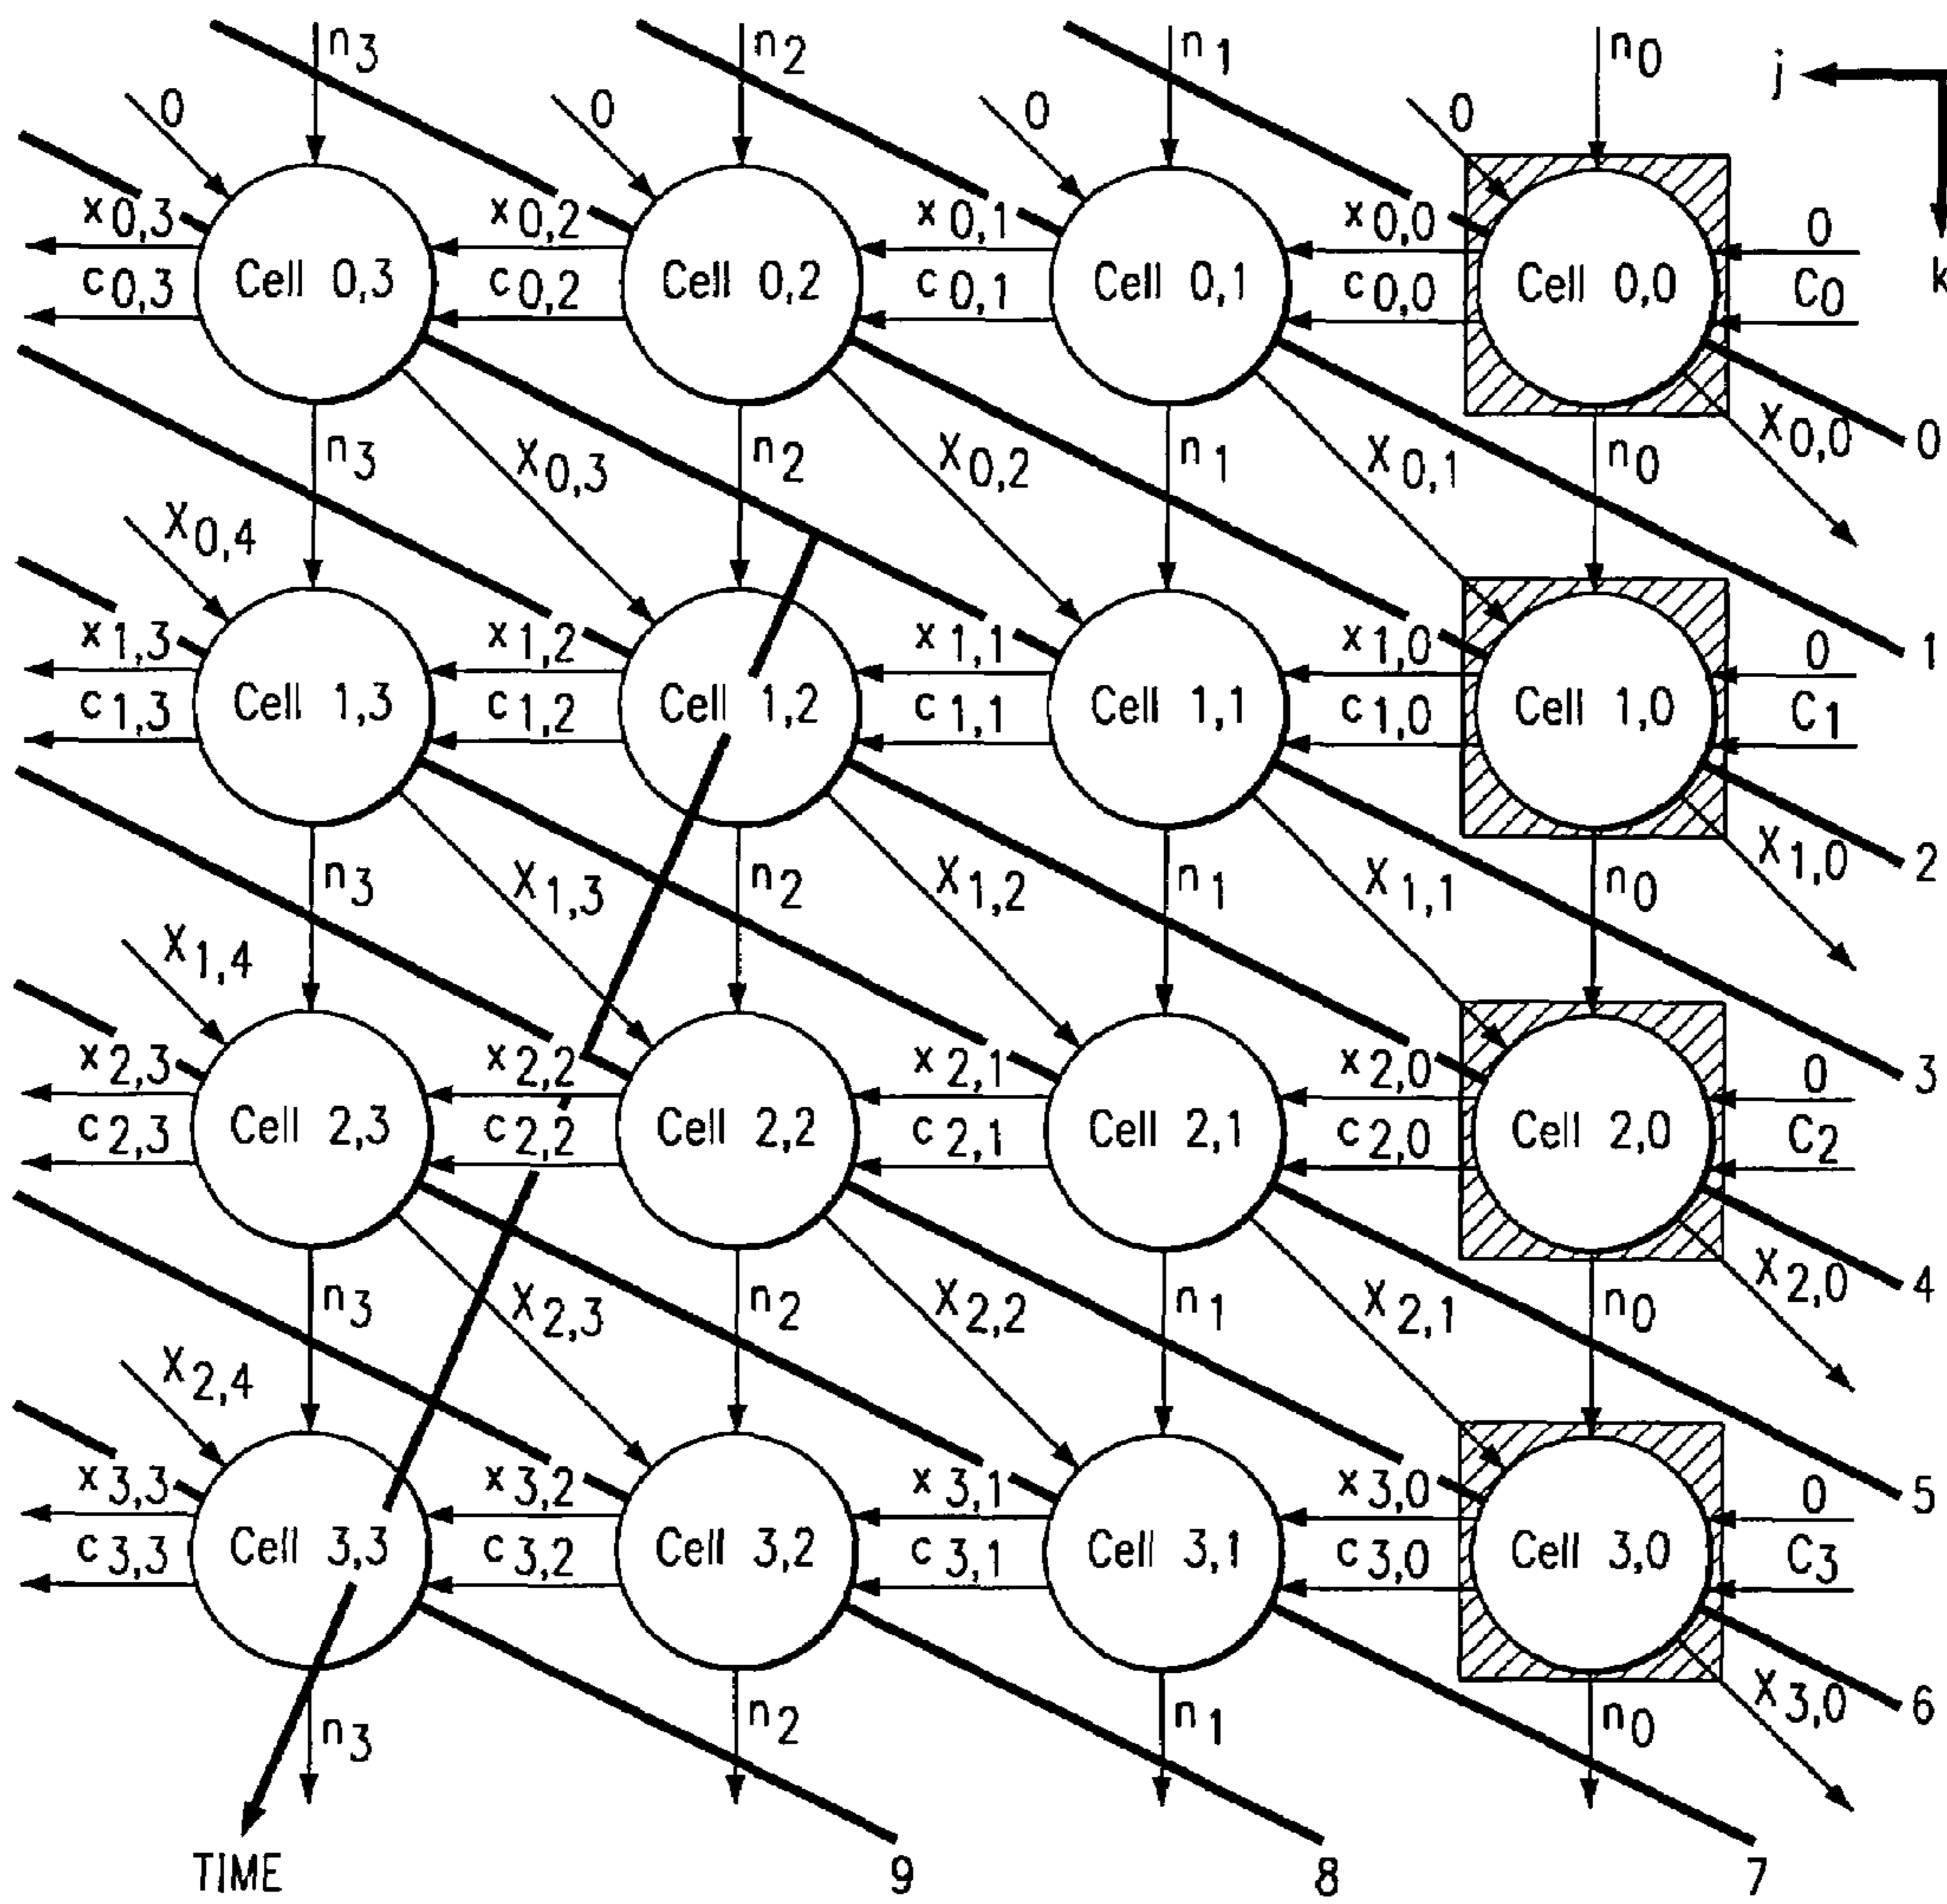 n3 n2 n1 n0 j
0 0 0 0
x0,3 x0,2 x0,1 x0,0 0
Cell 0,3 Cell 0,2 Cell 0,1 Cell 0,0
c0,3 c0,2 c0,1 c0,0 C0 k
n3 X0,3 n2 X0,2 n1 X0,1 n0 X0,0 0
X0,4
x1,3 x1,2 x1,1 x1,0 0 1
Cell 1,3 Cell 1,2 Cell 1,1 Cell 1,0
c1,3 c1,2 c1,1 c1,0 C1
n3 X1,3 n2 X1,2 n1 X1,1 n0 X1,0 2
X1,4
x2,3 x2,2 x2,1 x2,0 0 3
Cell 2,3 Cell 2,2 Cell 2,1 Cell 2,0
c2,3 c2,2 c2,1 c2,0 C2
n3 X2,3 n2 X2,2 n1 X2,1 n0 X2,0 4
X2,4
x3,3 x3,2 x3,1 x3,0 0 5
Cell 3,3 Cell 3,2 Cell 3,1 Cell 3,0
c3,3 c3,2 c3,1 c3,0 C3
n3 n2 n1 n0 X3,0 6
TIME 9 8 7